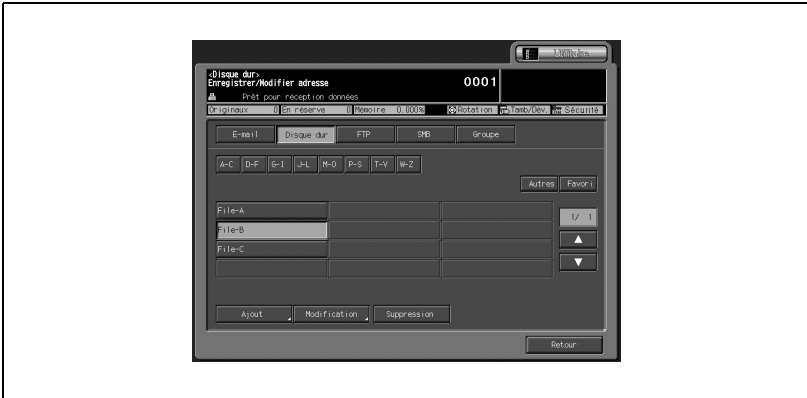 <Disque dur>
Enregistrer/Modifier adresse
0001
Prêt pour réception données
Originaux 0 En réserve 0 Mémoire 0.000% Rotation Tamb/Dév. Sécurité
E-mail Disque dur FTP SMB Groupe
A-C D-F G-I J-L M-O P-S T-V W-Z
Autres Favori
File-A
1/ 1
File-B
File-C
Ajout Modification Suppression
Retour